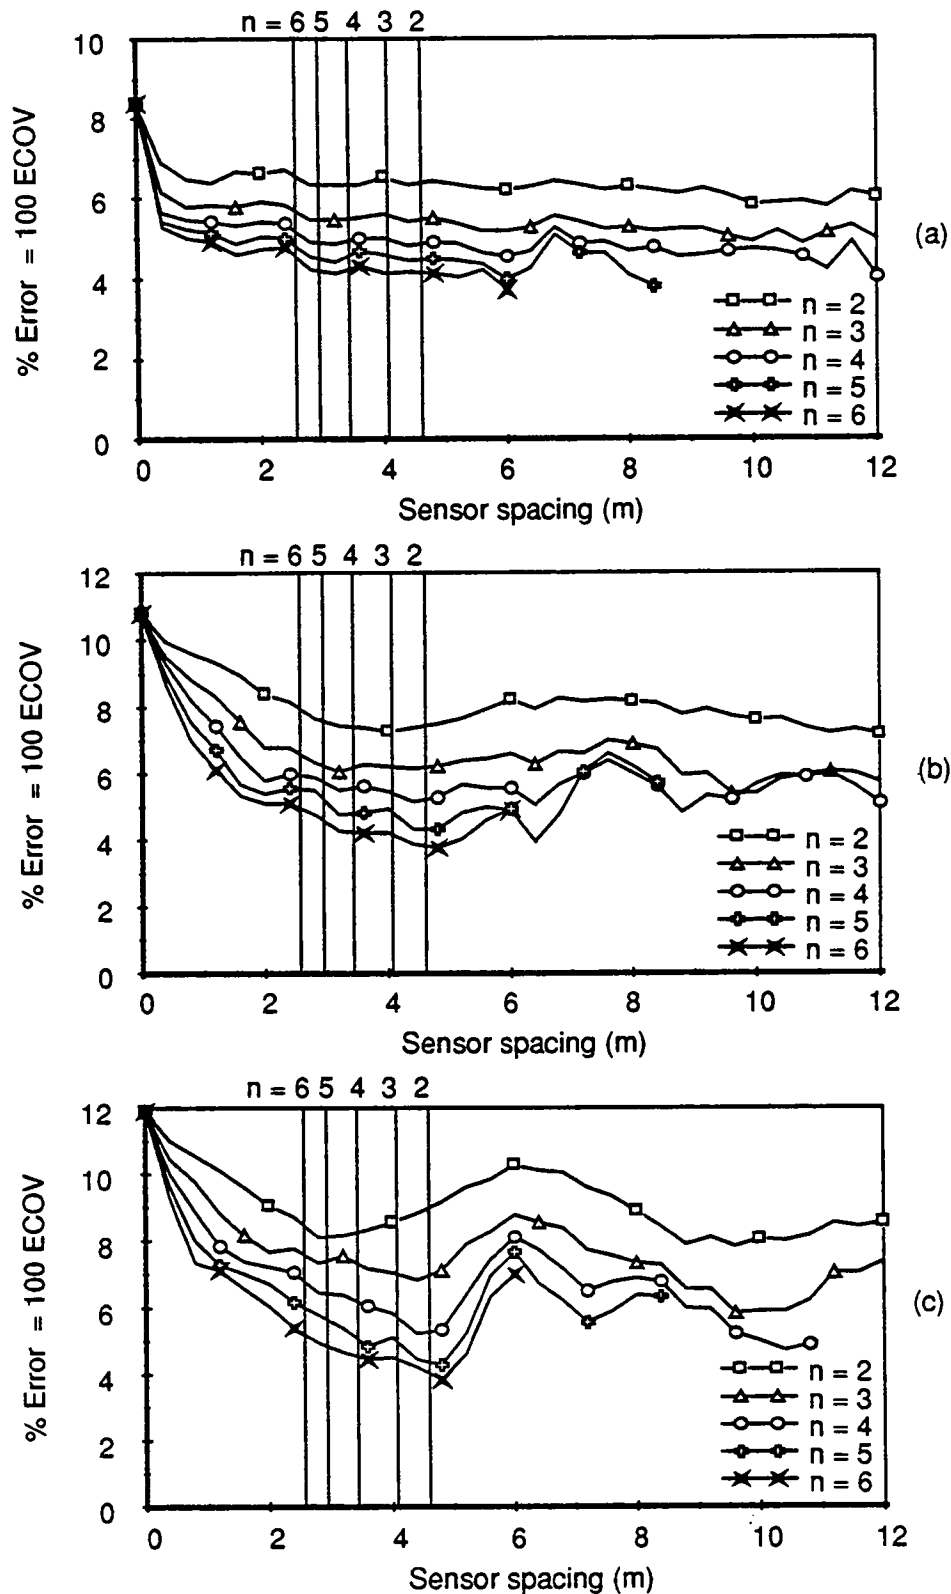 n = 6 5 4 3 2
10
8
6
4
2
0
% Error = 100 ECOV
n = 2
n = 3
n = 4
n = 5
n = 6
0 2 4 6 8 10 12
Sensor spacing (m)
(a)
n = 6 5 4 3 2
12
10
8
6
4
2
0
% Error = 100 ECOV
n = 2
n = 3
n = 4
n = 5
n = 6
0 2 4 6 8 10 12
Sensor spacing (m)
(b)
n = 6 5 4 3 2
12
10
8
6
4
2
0
% Error = 100 ECOV
n = 2
n = 3
n = 4
n = 5
n = 6
0 2 4 6 8 10 12
Sensor spacing (m)
(c)